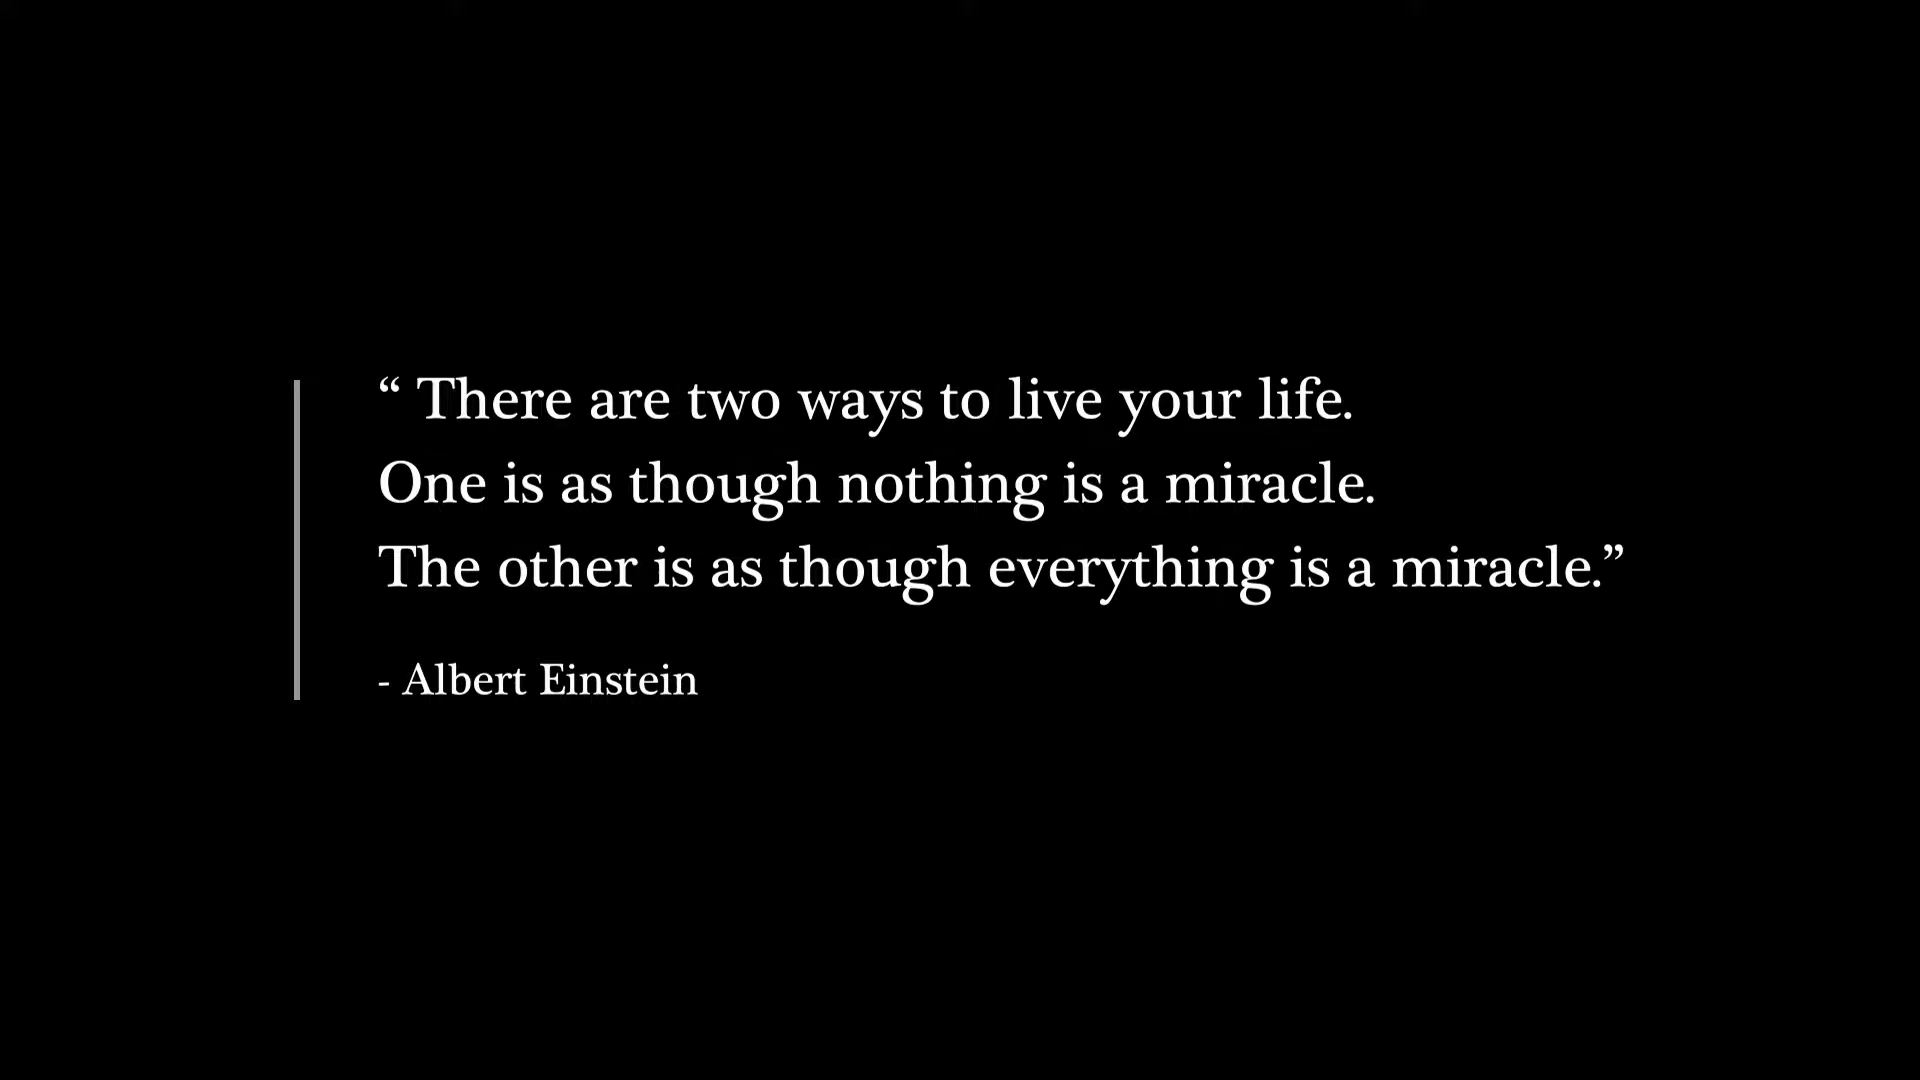 “ There are two ways to live your life.
One is as though nothing is a miracle.
The other is as though everything is a miracle.”
- Albert Einstein